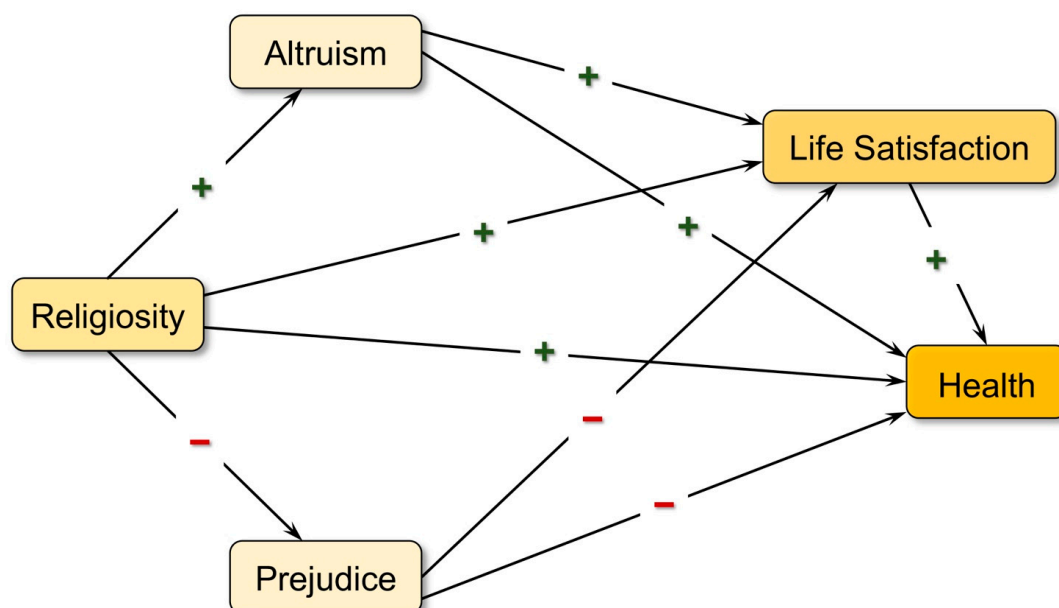 Altruism
+
Life Satisfaction
+
+
+
+
Religiosity
+
Health
−
−
−
Prejudice